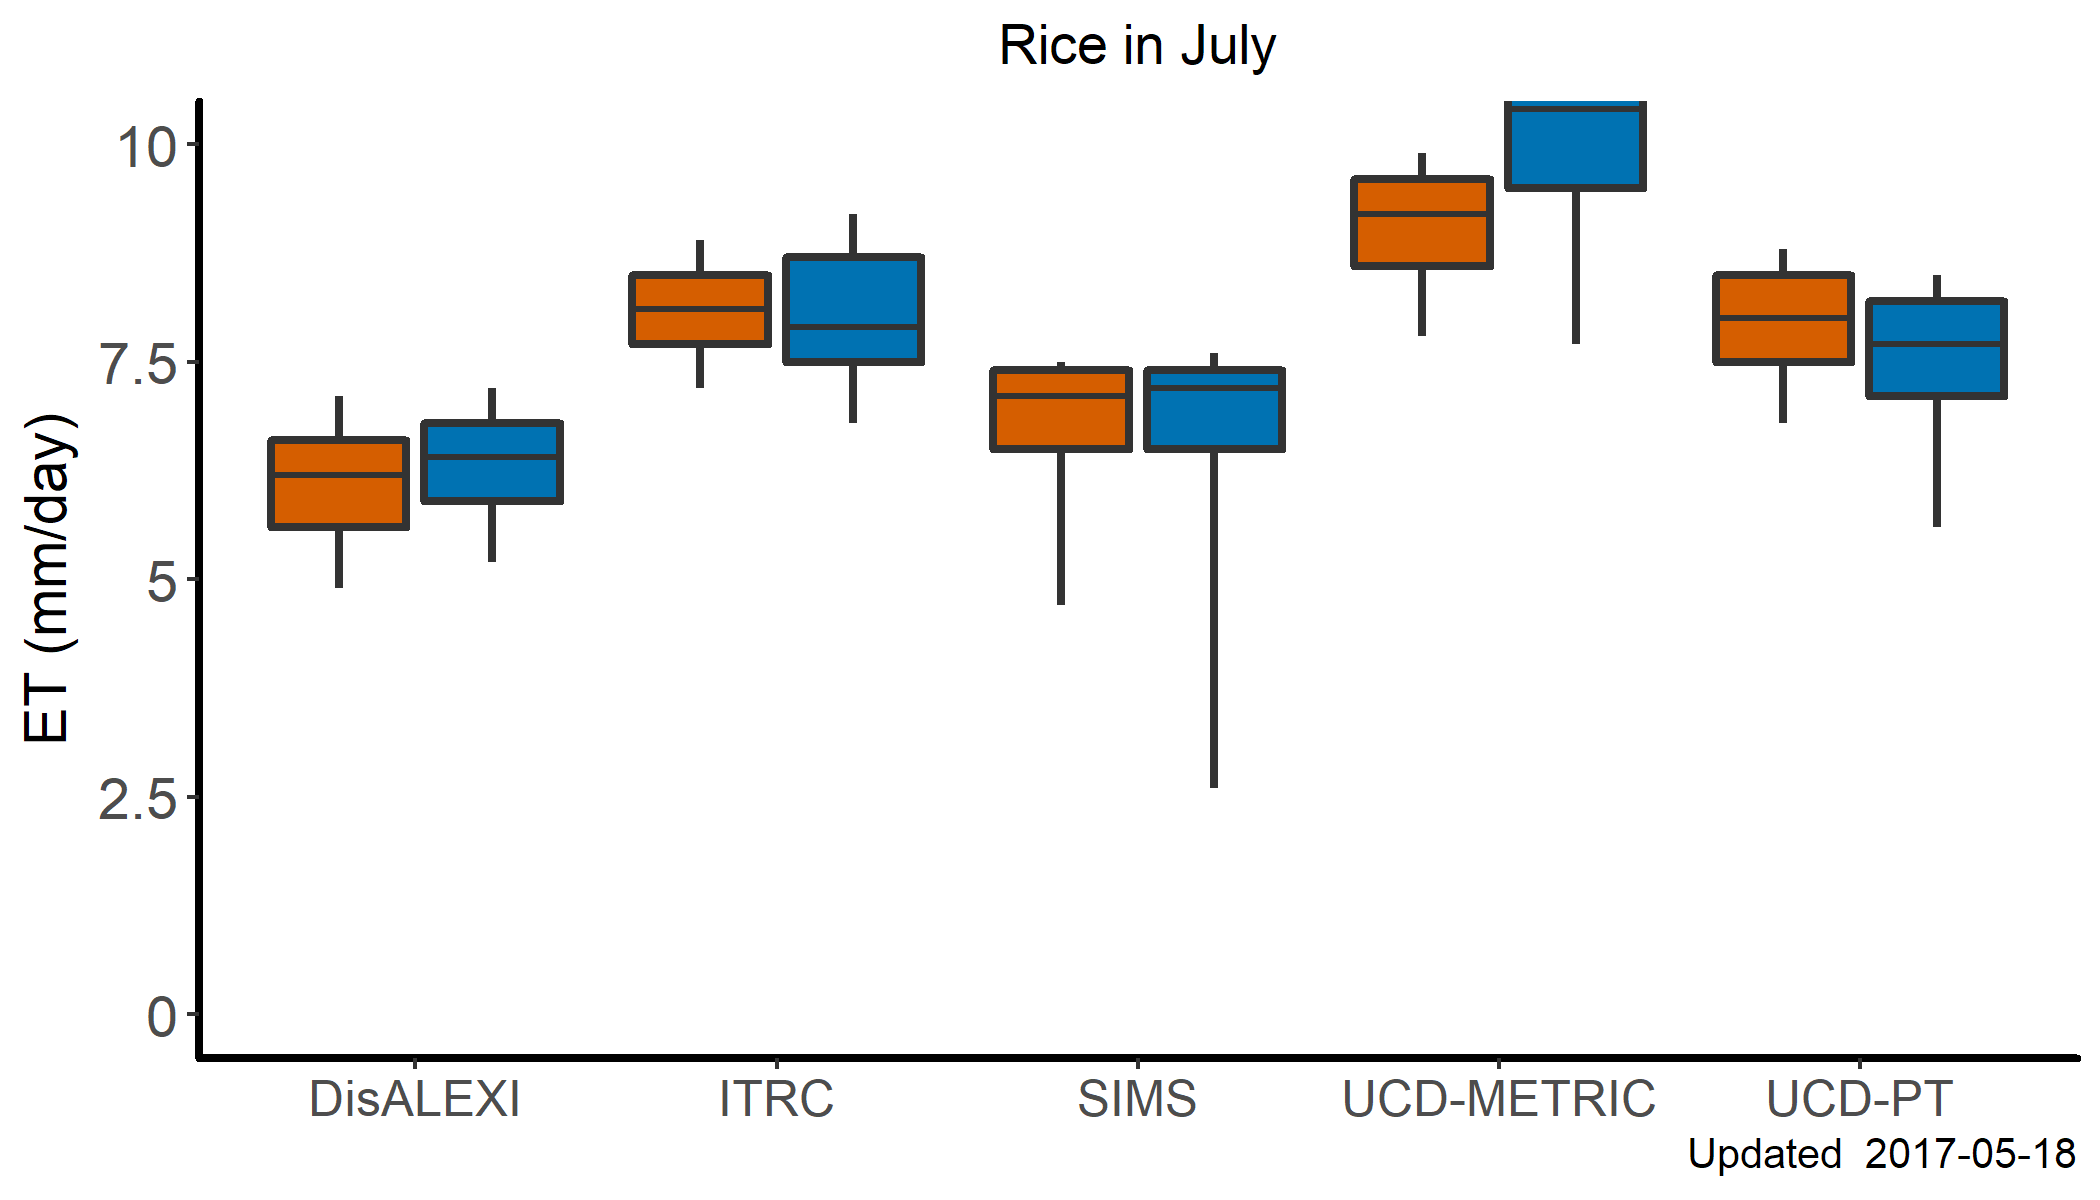 Rice in July
ET (mm/day)
10
7.5
5
2.5
0
DisALEXI ITRC SIMS UCD-METRIC UCD-PT
Updated 2017-05-18